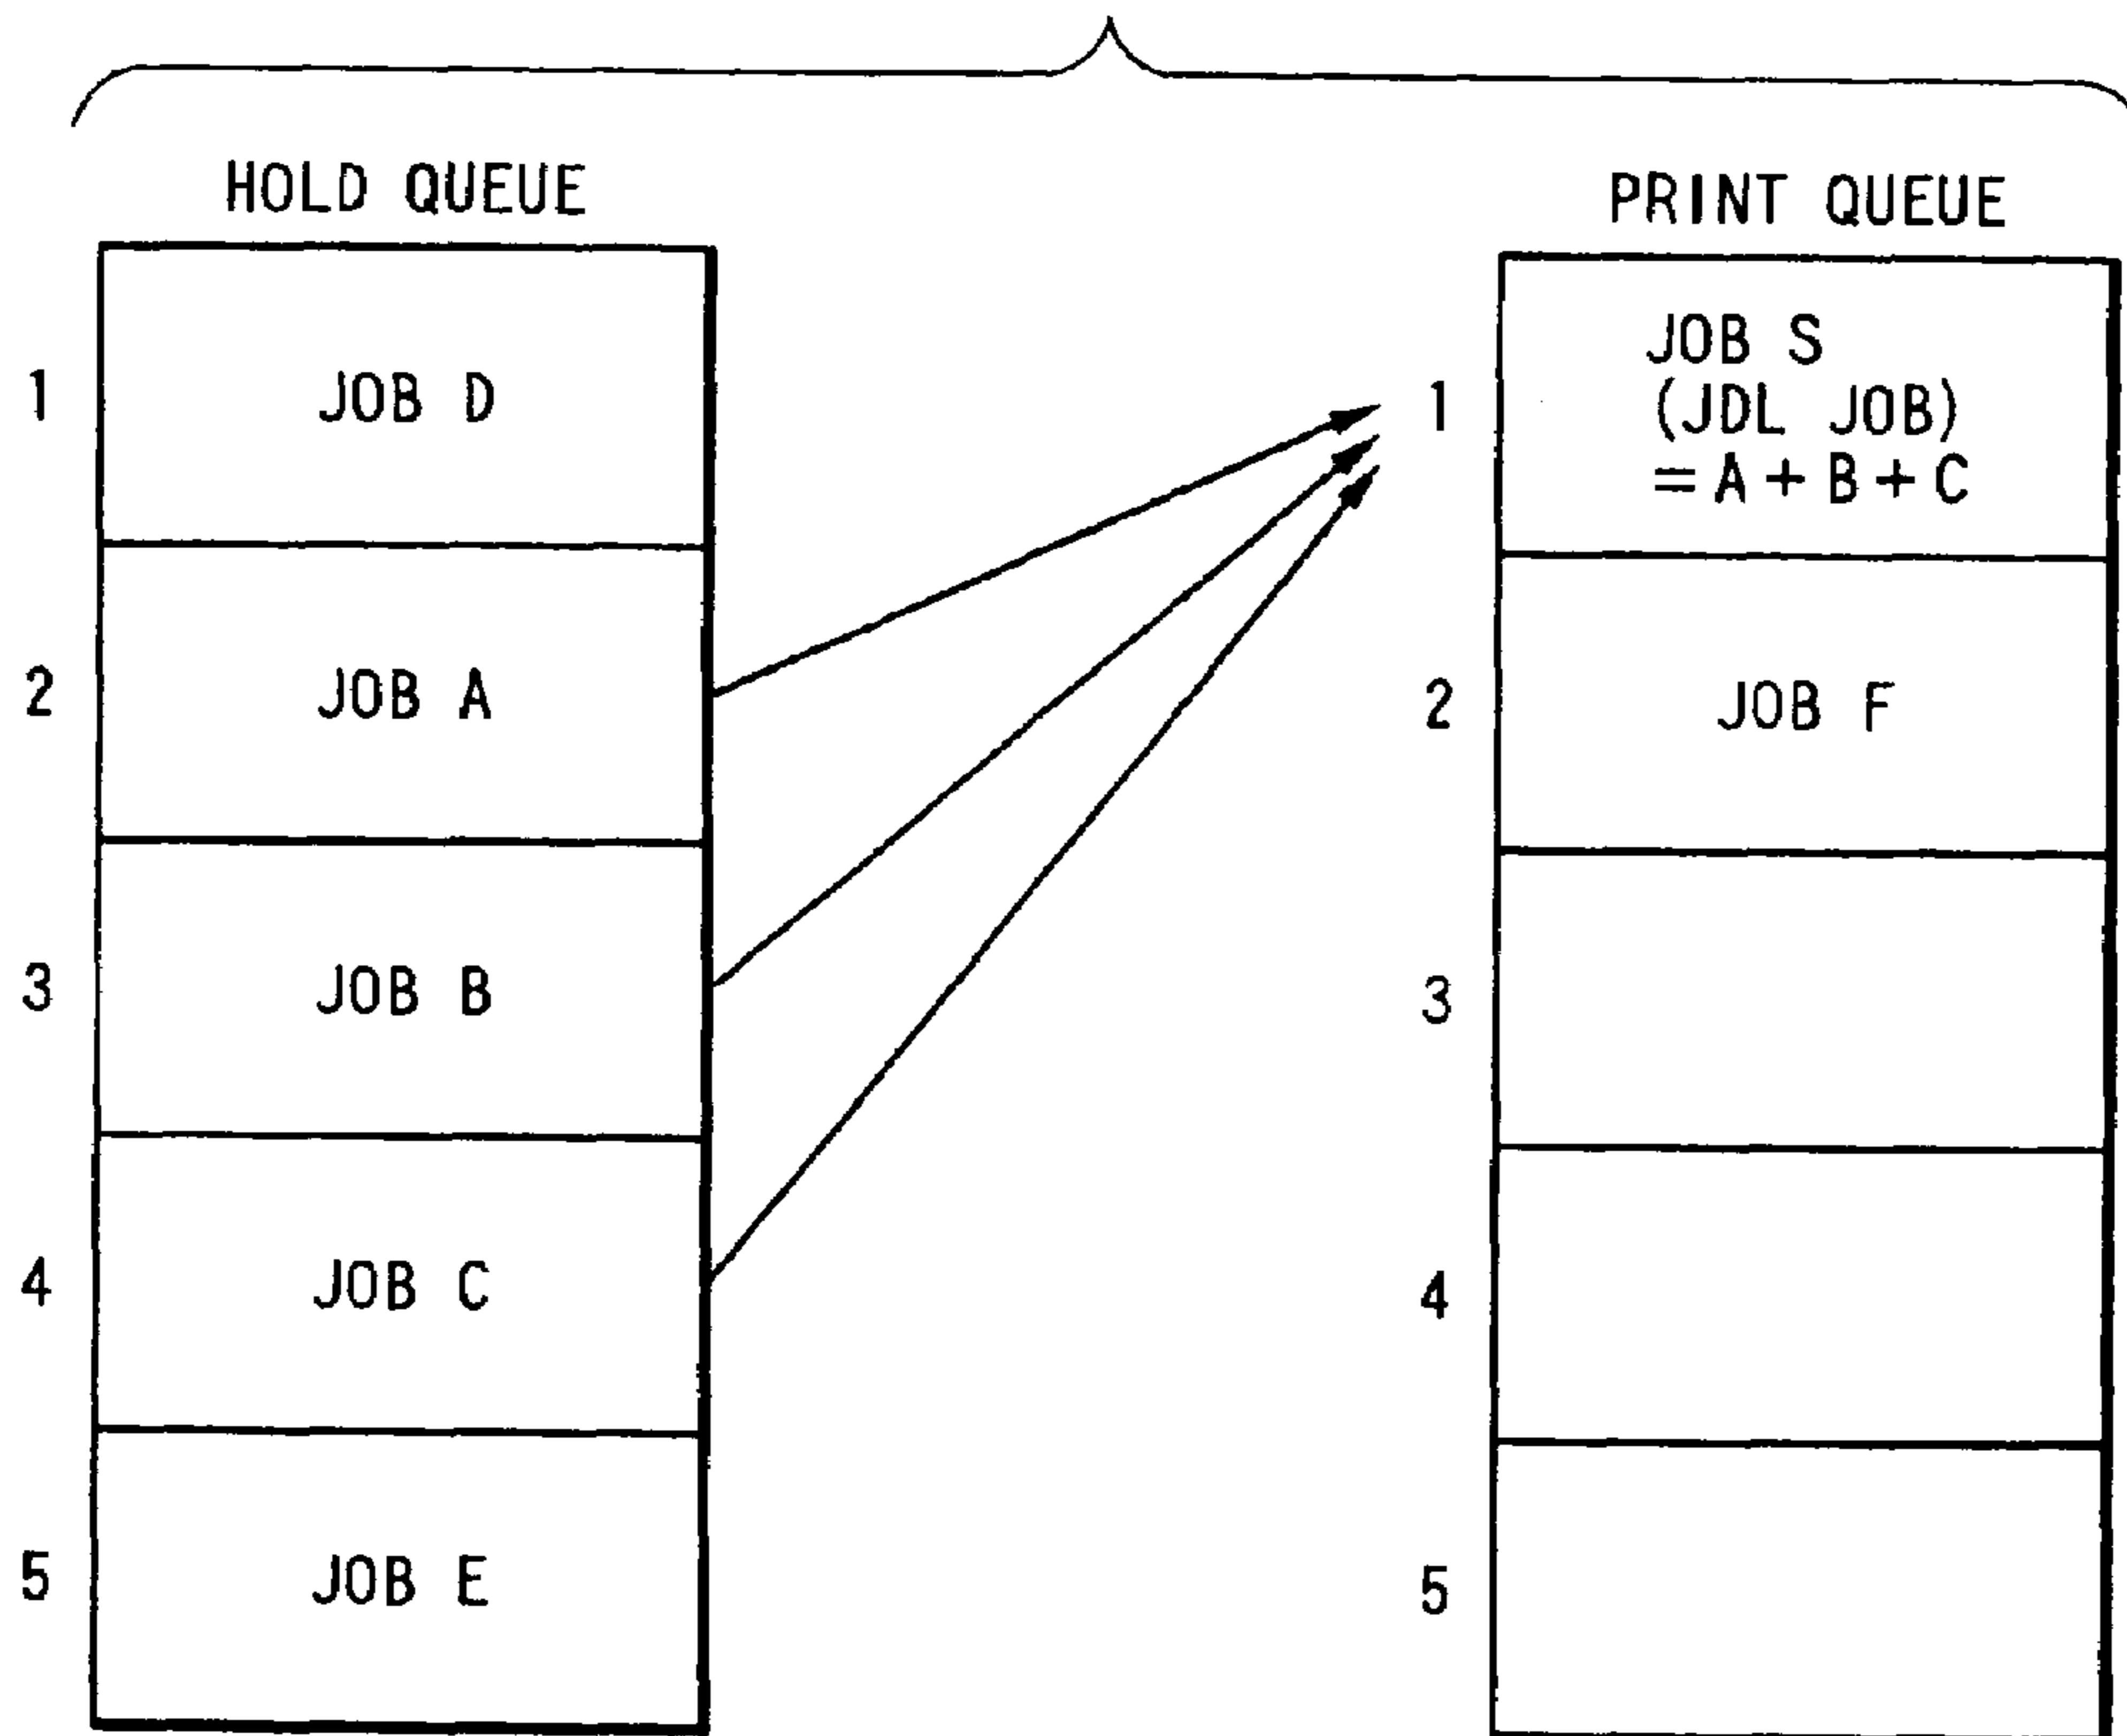 HOLD QUEUE
1 JOB D
2 JOB A
3 JOB B
4 JOB C
5 JOB E
PRINT QUEUE
1
JOB S
(JDL JOB)
=A+B+C
2 JOB F
3
4
5